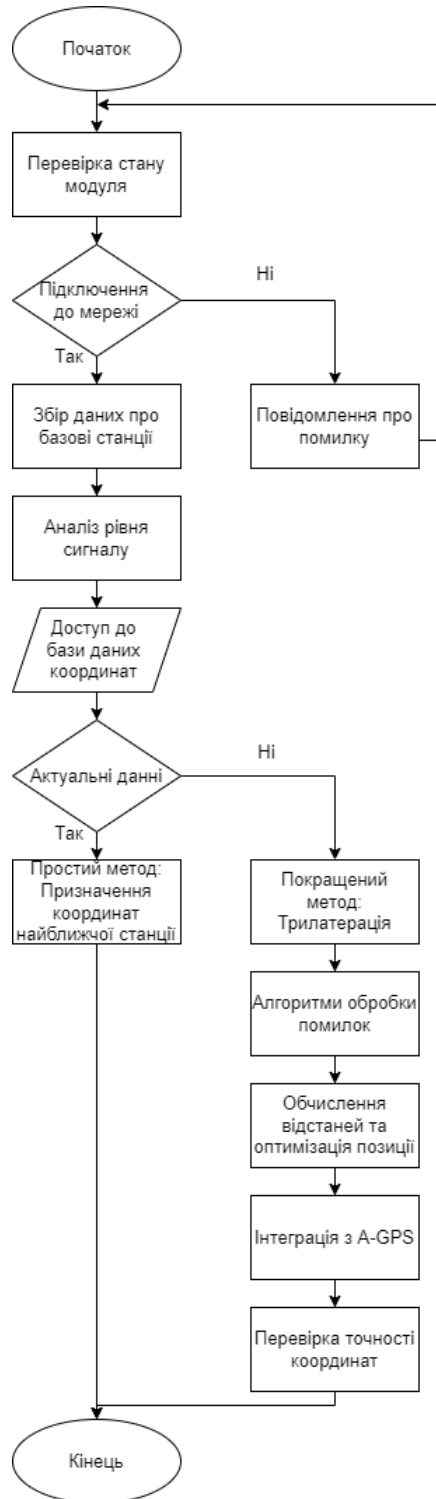 Початок
Перевірка стану
модуля
Підключення
до мережі
Ні
Так
Збір даних про
базові станції
Повідомлення про
помилку
Аналіз рівня
сигналу
Доступ до
бази даних
координат
Актуальні данні
Ні
Так
Простий метод:
Призначення
координат
найближчої станції
Покращений
метод:
Трилатерація
Алгоритми обробки
помилок
Обчислення
відстаней та
оптимізація позиції
Інтеграція з A-GPS
Перевірка точності
координат
Кінець